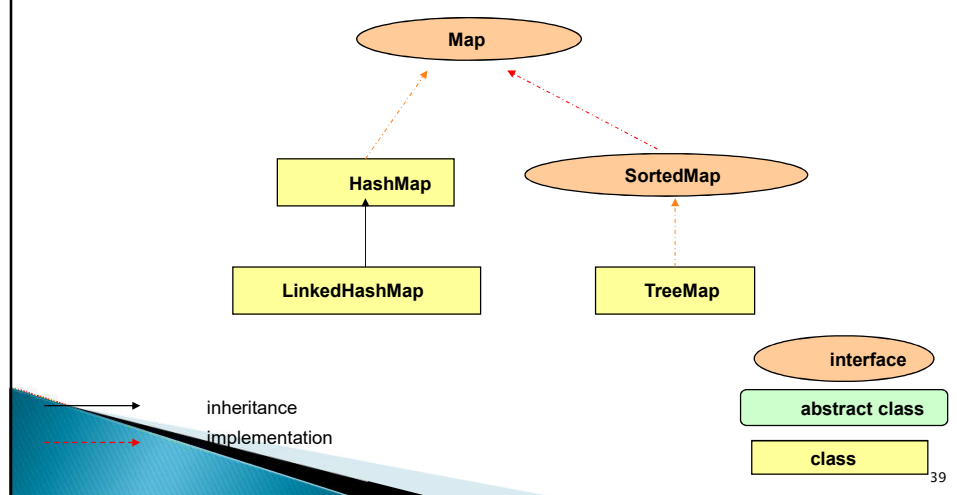 Map
HashMap
SortedMap
LinkedHashMap
TreeMap
interface
inheritance
abstract class
implementation
class
39